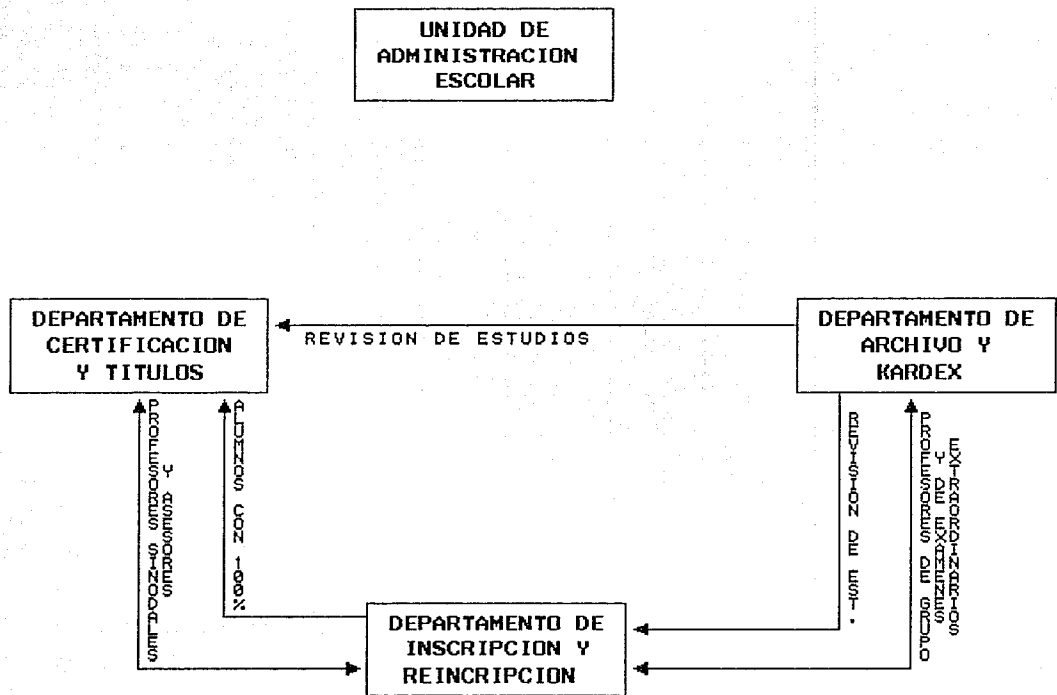 UNIDAD DE
ADMINISTRACION
ESCOLAR
DEPARTAMENTO DE
CERTIFICACION
Y TITULOS
REVISION DE ESTUDIOS
DEPARTAMENTO DE
ARCHIVO Y
KARDEX
PROFESORES SINODALES
Y ASESORES
ALUMNOS CON 100%
REVISION DE EST.
PROFESORES DE GRUPO
Y DE EXAMENES
EXTRAORDINARIOS
DEPARTAMENTO DE
INSCRIPCION Y
REINCRIPCION